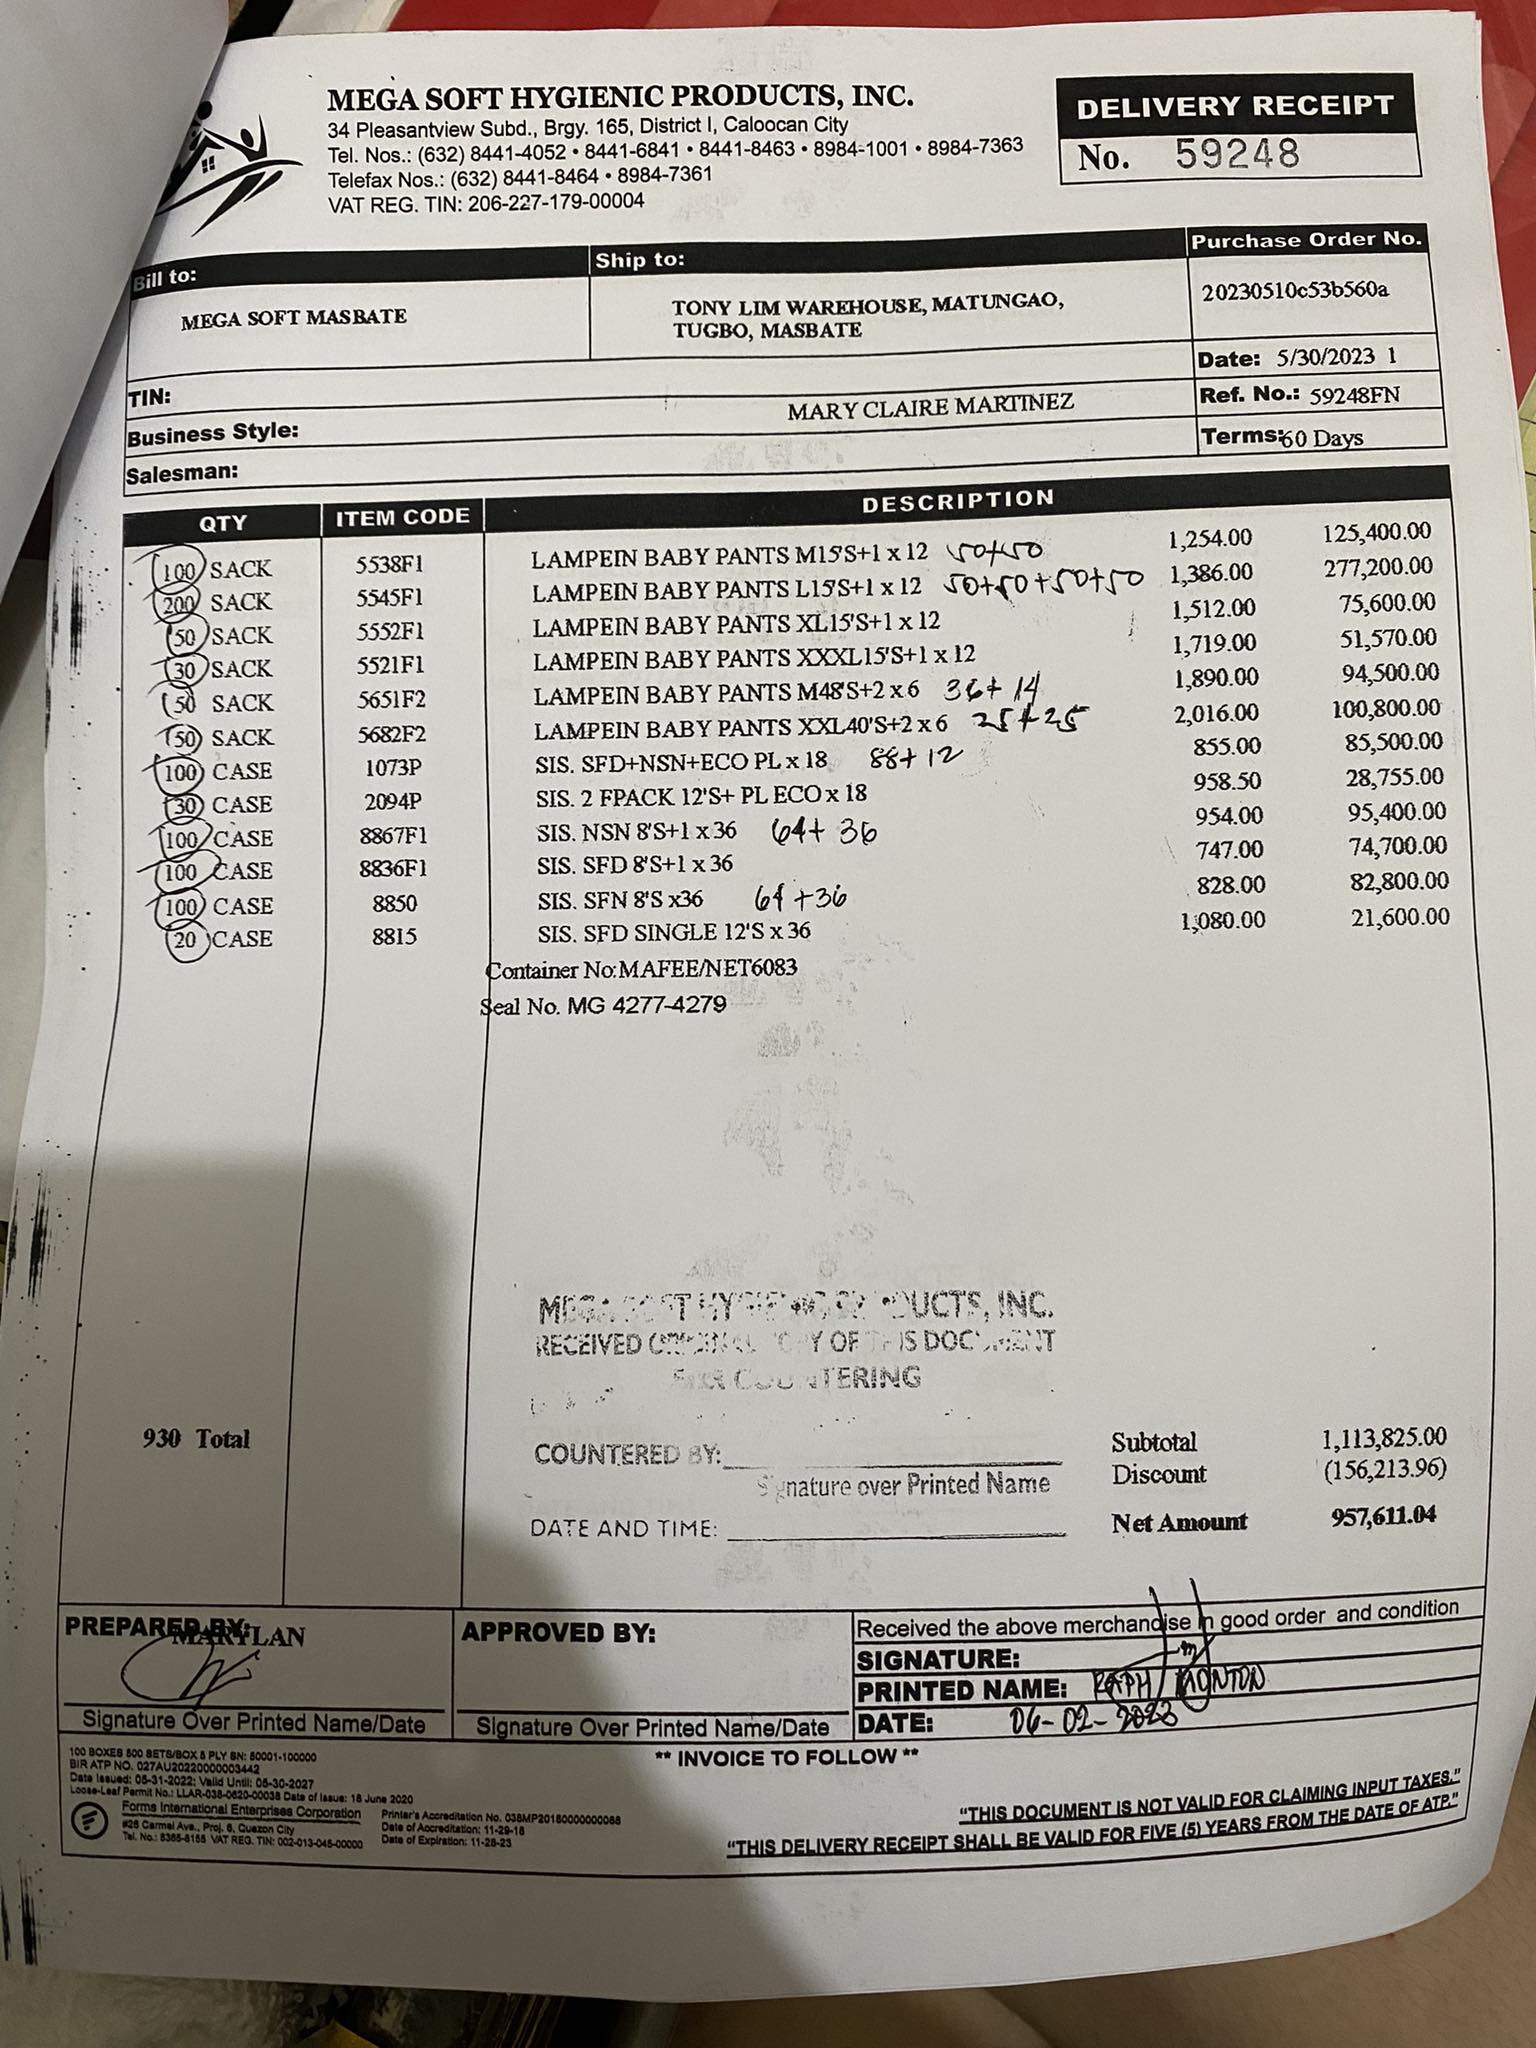 MEGA SOFT HYGIENIC PRODUCTS, INC.
34 Pleasantview Subd., Brgy. 165, District I, Caloocan City
Tel. Nos.: (632) 8441-4052 • 8441-6841 • 8441-8463 • 8984-1001 • 8984-7363
Telefax Nos.: (632) 8441-8464 • 8984-7361
VAT REG. TIN: 206-227-179-00004
DELIVERY RECEIPT
No. 59248
Bill to:
MEGA SOFT MASBATE
Ship to:
TONY LIM WAREHOUSE, MATUNGAO,
TUGBO, MASBATE
Purchase Order No.
20230510c53b560a
Date: 5/30/2023 1
Ref. No.: 59248FN
Terms: 60 Days
TIN:
Business Style:
MARY CLAIRE MARTINEZ
Salesman:
QTY ITEM CODE DESCRIPTION
100 SACK 5538F1 LAMPEIN BABY PANTS M15'S+1 x 12 50+50 1,254.00 125,400.00
200 SACK 5545F1 LAMPEIN BABY PANTS L15'S+1 x 12 50+50+50+50 1,386.00 277,200.00
50 SACK 5552F1 LAMPEIN BABY PANTS XL15'S+1 x 12 1,512.00 75,600.00
30 SACK 5521F1 LAMPEIN BABY PANTS XXXL15'S+1 x 12 1,719.00 51,570.00
50 SACK 5651F2 LAMPEIN BABY PANTS M48'S+2 x 6 36+14 1,890.00 94,500.00
50 SACK 5682F2 LAMPEIN BABY PANTS XXL40'S+2 x 6 25+25 2,016.00 100,800.00
100 CASE 1073P SIS. SFD+NSN+ECO PL x 18 88+12 855.00 85,500.00
30 CASE 2094P SIS. 2 FPACK 12'S+ PL ECO x 18 958.50 28,755.00
100 CASE 8867F1 SIS. NSN 8'S+1 x 36 64+36 954.00 95,400.00
100 CASE 8836F1 SIS. SFD 8'S+1 x 36 747.00 74,700.00
100 CASE 8850 SIS. SFN 8'S x36 64+36 828.00 82,800.00
20 CASE 8815 SIS. SFD SINGLE 12'S x 36 1,080.00 21,600.00
Container No:MAFEE/NET6083
Seal No. MG 4277-4279
MEGA SOFT HYGIENIC PRODUCTS, INC.
RECEIVED ORIGINAL COPY OF THIS DOCUMENT
FOR COUNTERING
COUNTERED BY:
Signature over Printed Name
DATE AND TIME:
930 Total
Subtotal 1,113,825.00
Discount (156,213.96)
Net Amount 957,611.04
PREPARED BY:
MARYLAN
Signature Over Printed Name/Date
APPROVED BY:
Signature Over Printed Name/Date
Received the above merchandise in good order and condition
SIGNATURE:
PRINTED NAME: RAPH MONTON
DATE: 06-02-2023
** INVOICE TO FOLLOW **
100 BOXES 500 SETS/BOX 5 PLY SN: 50001-100000
BIR ATP NO. 027AU20220000003442
Date Issued: 05-31-2022; Valid Until: 05-30-2027
Loose-Leaf Permit No.: LLAR-038-0620-00038 Date of Issue: 18 June 2020
Forms International Enterprises Corporation
#26 Carmel Ave., Proj. 6, Quezon City
Tel. No.: 8365-8155 VAT REG. TIN: 002-013-045-00000
Printer's Accreditation No. 038MP20180000000068
Date of Accreditation: 11-29-18
Date of Expiration: 11-28-23
"THIS DOCUMENT IS NOT VALID FOR CLAIMING INPUT TAXES."
"THIS DELIVERY RECEIPT SHALL BE VALID FOR FIVE (5) YEARS FROM THE DATE OF ATP."